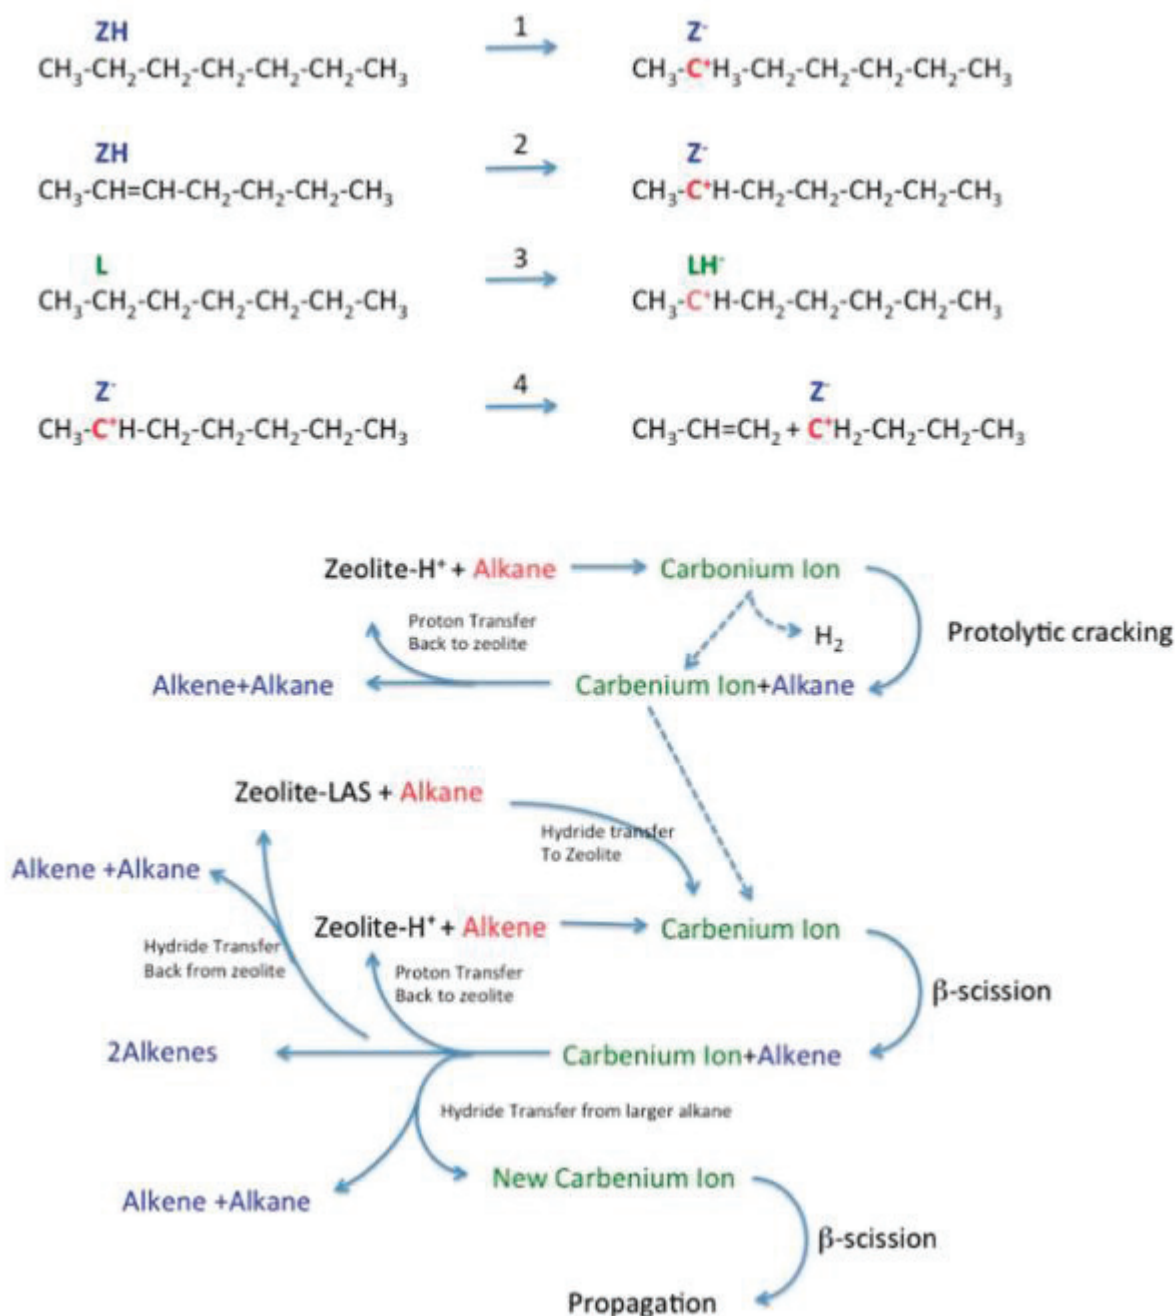 ZH 1 Z⁻
CH₃-CH₂-CH₂-CH₂-CH₂-CH₂-CH₃ CH₃-C⁺H₃-CH₂-CH₂-CH₂-CH₂-CH₃
ZH 2 Z⁻
CH₃-CH=CH-CH₂-CH₂-CH₂-CH₃ CH₃-C⁺H-CH₂-CH₂-CH₂-CH₂-CH₃
L 3 LH⁻
CH₃-CH₂-CH₂-CH₂-CH₂-CH₂-CH₃ CH₃-C⁺H-CH₂-CH₂-CH₂-CH₂-CH₃
Z⁻ 4 Z⁻
CH₃-C⁺H-CH₂-CH₂-CH₂-CH₂-CH₃ CH₃-CH=CH₂ + C⁺H₂-CH₂-CH₂-CH₃
Zeolite-H⁺ + Alkane Carbonium Ion
Proton Transfer
Back to zeolite
H₂
Protolytic cracking
Alkene+Alkane Carbenium Ion+Alkane
Zeolite-LAS + Alkane
Hydride transfer
To Zeolite
Alkene +Alkane
Zeolite-H⁺ + Alkene Carbenium Ion
Hydride Transfer
Back from zeolite
Proton Transfer
Back to zeolite
β-scission
2Alkenes Carbenium Ion+Alkene
Hydride Transfer from larger alkane
Alkene +Alkane New Carbenium Ion
β-scission
Propagation